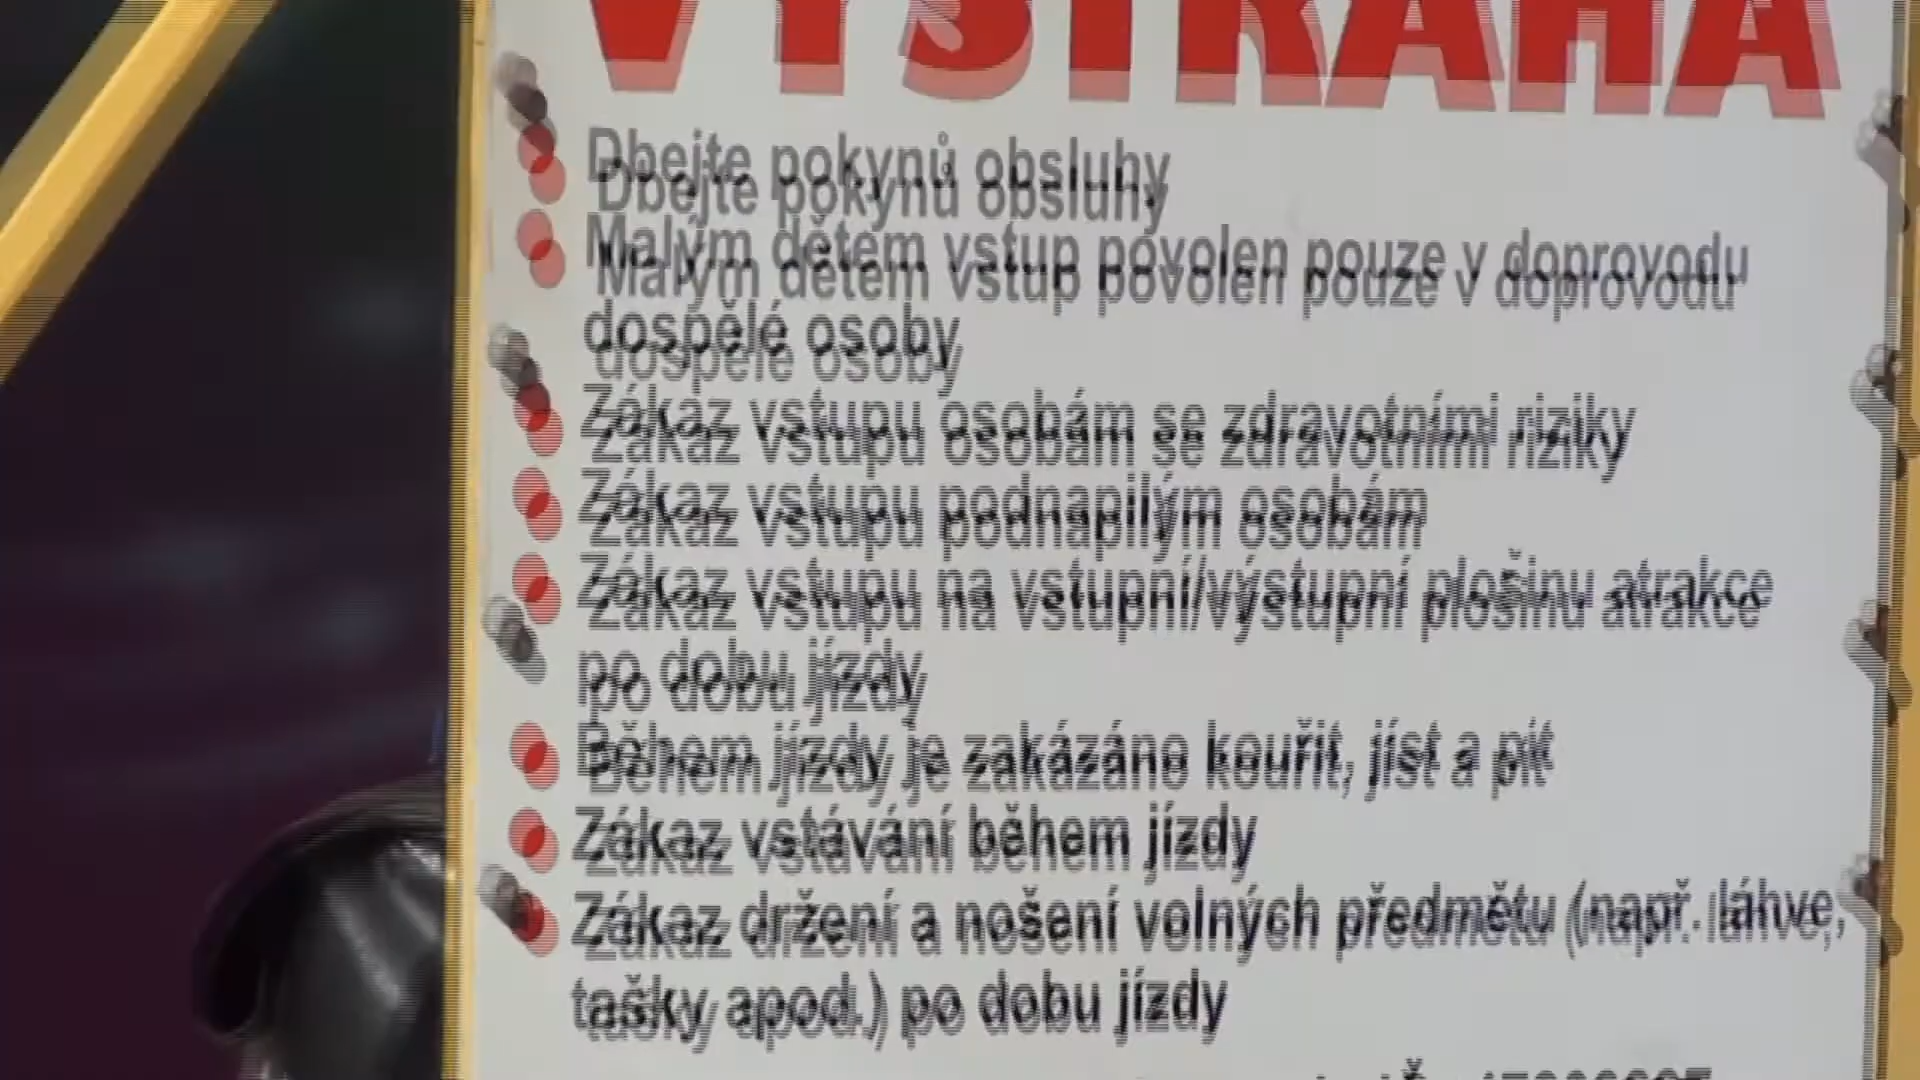 VÝSTRAHA
Dbejte pokynů obsluhy
Malým dětem vstup povolen pouze v doprovodu
dospělé osoby
Zákaz vstupu osobám se zdravotními riziky
Zákaz vstupu podnapilým osobám
Zákaz vstupu na vstupní/výstupní plošinu atrakce
po dobu jízdy
Během jízdy je zakázáno kouřit, jíst a pít
Zákaz vstávání během jízdy
Zákaz držení a nošení volných předmětu (např. láhve,
tašky apod.) po dobu jízdy